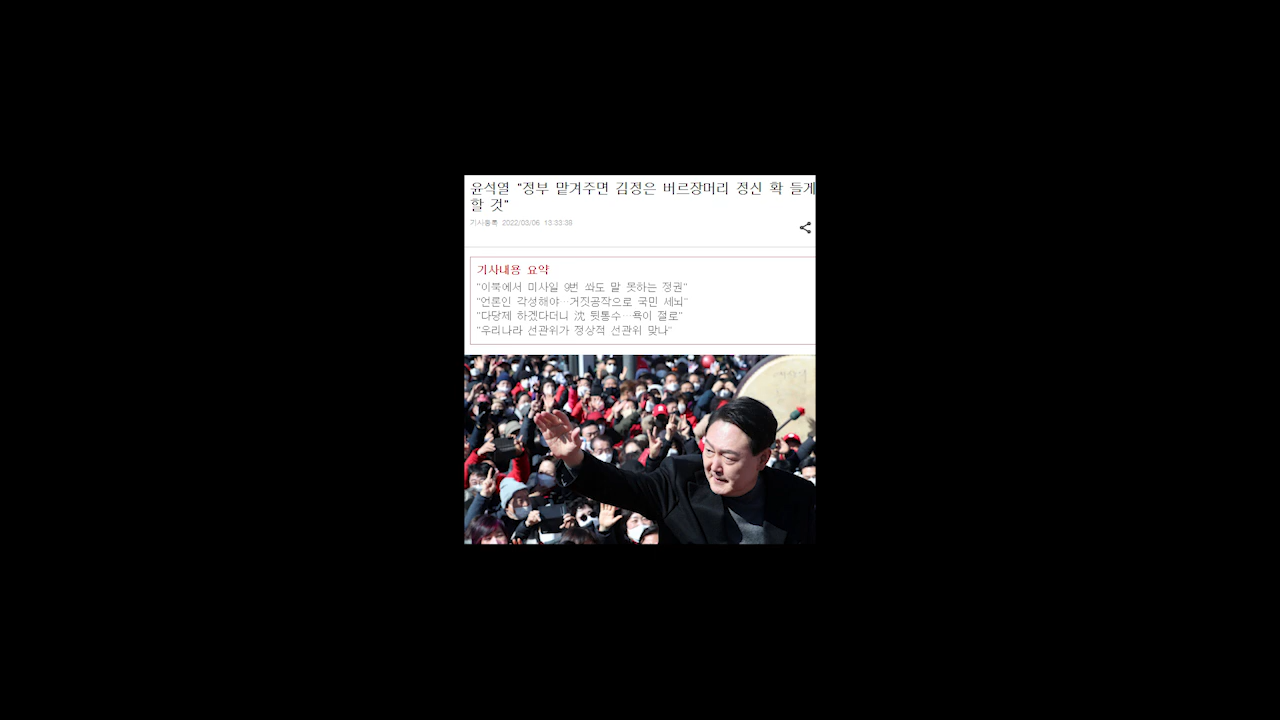 윤석열 "정부 맡겨주면 김정은 버르장머리 정신 확 들게
할 것"
기사등록 2022/03/06 13:33:39
기사내용 요약
"이북에서 미사일 9번 쏴도 말 못하는 정권"
"언론인 각성해야…거짓공작으로 국민 세뇌"
"다당제 하겠다더니 沈 뒷통수…욕이 절로"
"우리나라 선관위가 정상적 선관위 맞나"